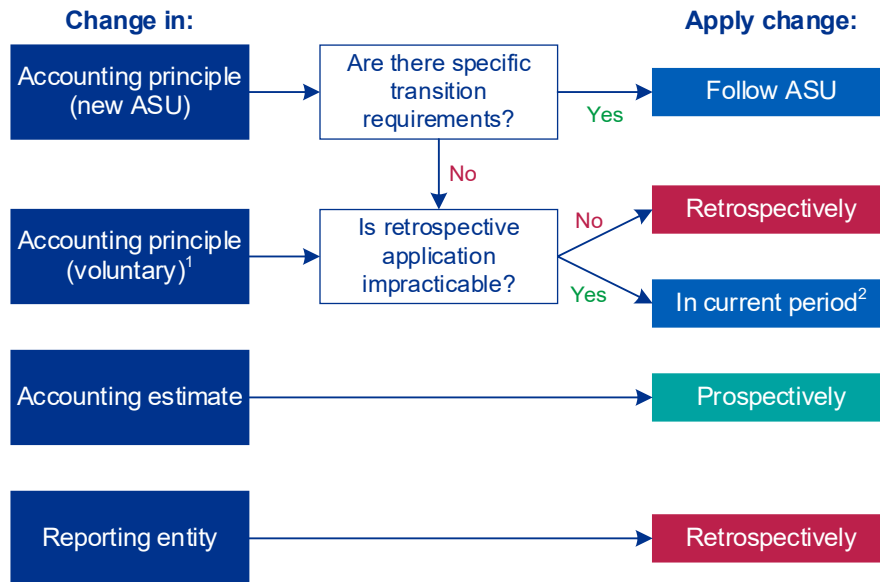 Change in:
Apply change:
Accounting principle
(new ASU)
Are there specific
transition
requirements?
Yes
Follow ASU
No
Accounting principle
(voluntary)1
Is retrospective
application
impracticable?
No
Retrospectively
Yes
In current period2
Accounting estimate
Prospectively
Reporting entity
Retrospectively